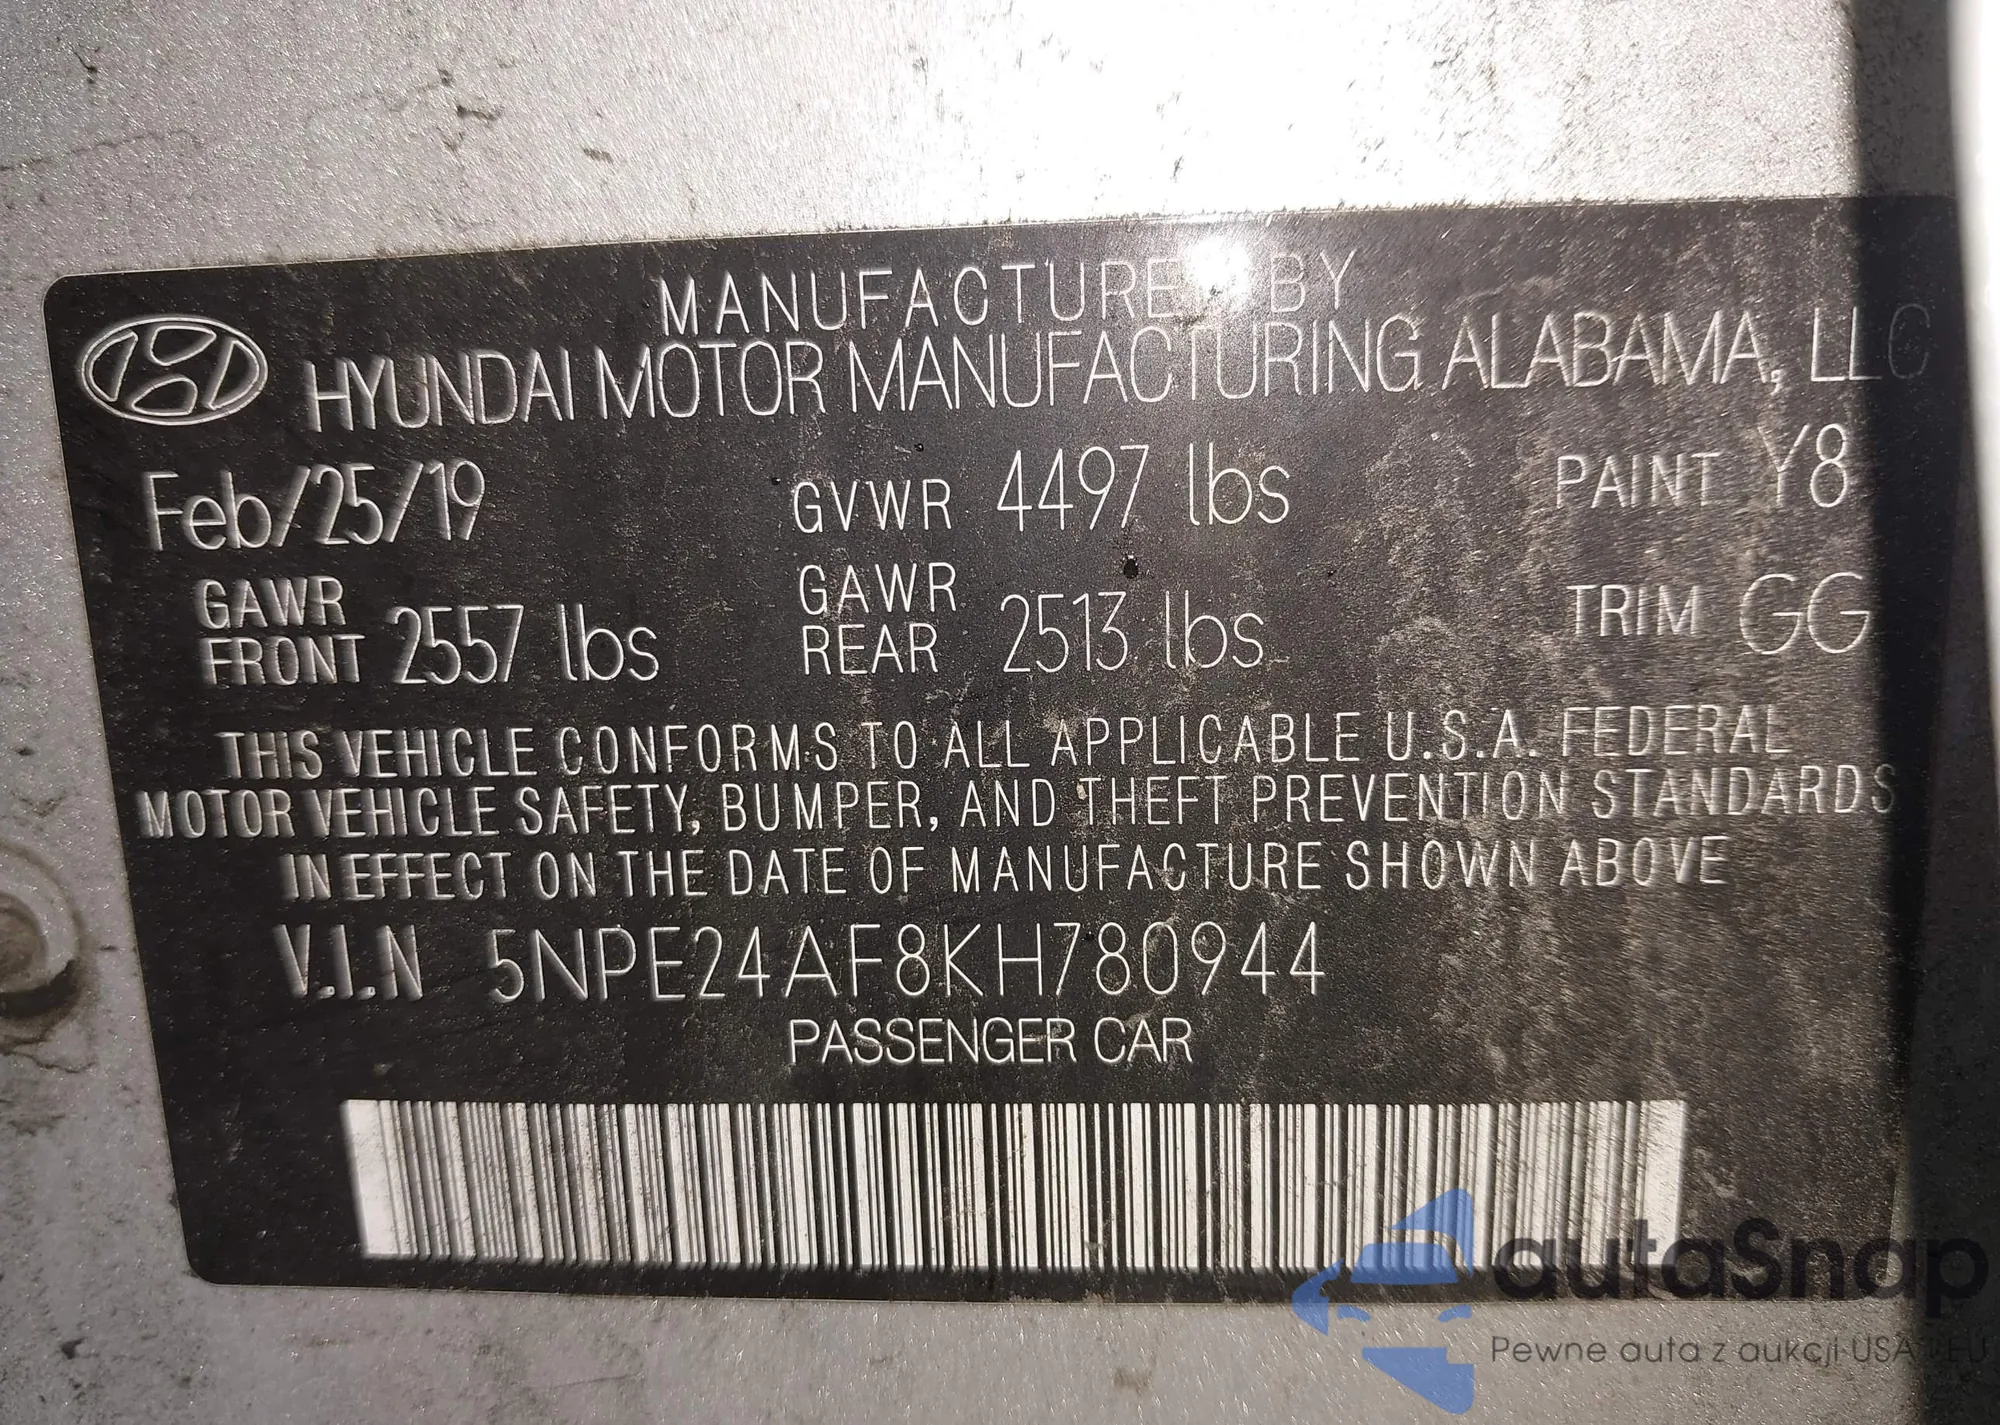 MANUFACTURED BY
HYUNDAI MOTOR MANUFACTURING ALABAMA, LLC
Feb/25/19 GVWR 4497 lbs PAINT Y8
GAWR FRONT 2557 lbs GAWR REAR 2513 lbs TRIM GG
THIS VEHICLE CONFORMS TO ALL APPLICABLE U.S.A. FEDERAL
MOTOR VEHICLE SAFETY, BUMPER, AND THEFT PREVENTION STANDARDS
IN EFFECT ON THE DATE OF MANUFACTURE SHOWN ABOVE
V.I.N 5NPE24AF8KH780944
PASSENGER CAR
autaSnap
Pewne auta z aukcji USA i EU